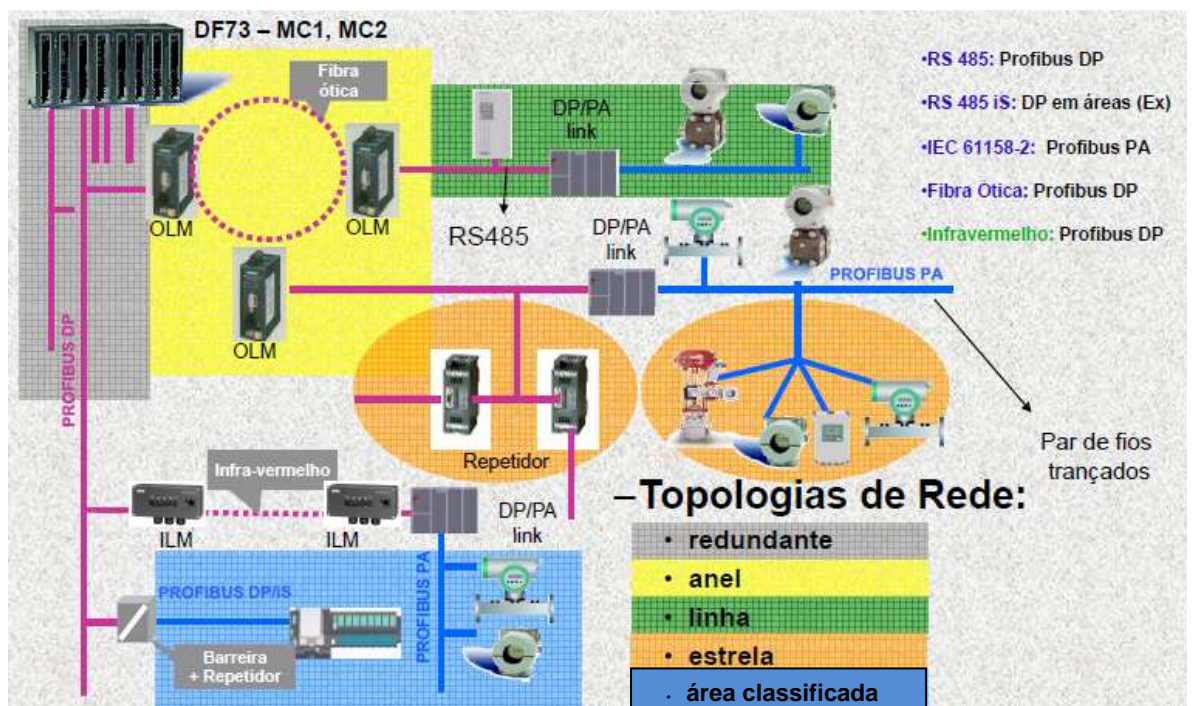 DF73 – MC1, MC2
Fibra
ótica
OLM
OLM
OLM
DP/PA
link
RS485
•RS 485: Profibus DP
•RS 485 iS: DP em áreas (Ex)
•IEC 61158-2: Profibus PA
•Fibra Ótica: Profibus DP
•Infravermelho: Profibus DP
DP/PA
link
PROFIBUS PA
PROFIBUS DP
Repetidor
Par de fios
trançados
Infra-vermelho
ILM
ILM
DP/PA
link
PROFIBUS DP/iS
PROFIBUS PA
Barreira
+ Repetidor
–Topologias de Rede:
• redundante
• anel
• linha
• estrela
. área classificada